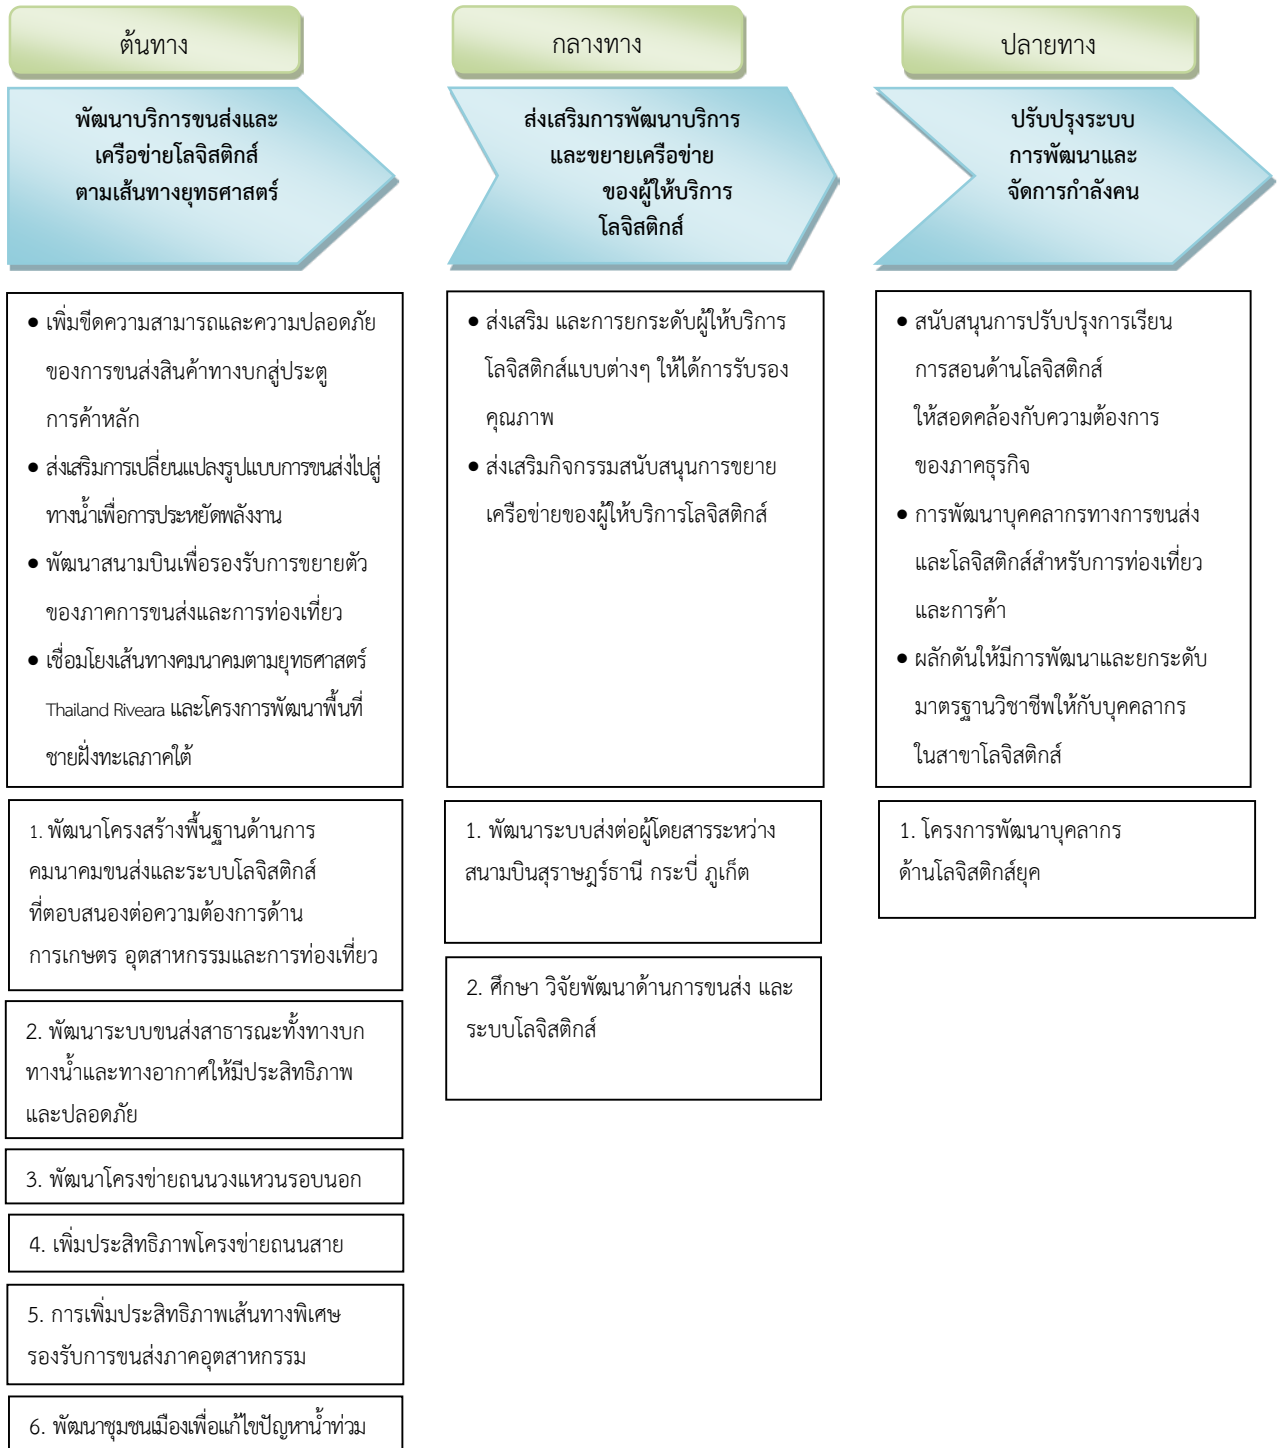 ต้นทาง
พัฒนาบริการขนส่งและ
เครือข่ายโลจิสติกส์
ตามเส้นทางยุทธศาสตร์
• เพิ่มขีดความสามารถและความปลอดภัย
ของการขนส่งสินค้าทางบกสู่ประตู
การค้าหลัก
• ส่งเสริมการเปลี่ยนแปลงรูปแบบการขนส่งไปสู่
ทางน้ำเพื่อการประหยัดพลังงาน
• พัฒนาสนามบินเพื่อรองรับการขยายตัว
ของภาคการขนส่งและการท่องเที่ยว
• เชื่อมโยงเส้นทางคมนาคมตามยุทธศาสตร์
Thailand Riveara และโครงการพัฒนาพื้นที่
ชายฝั่งทะเลภาคใต้
1. พัฒนาโครงสร้างพื้นฐานด้านการ
คมนาคมขนส่งและระบบโลจิสติกส์
ที่ตอบสนองต่อความต้องการด้าน
การเกษตร อุตสาหกรรมและการท่องเที่ยว
2. พัฒนาระบบขนส่งสาธารณะทั้งทางบก
ทางน้ำและทางอากาศให้มีประสิทธิภาพ
และปลอดภัย
3. พัฒนาโครงข่ายถนนวงแหวนรอบนอก
4. เพิ่มประสิทธิภาพโครงข่ายถนนสาย
5. การเพิ่มประสิทธิภาพเส้นทางพิเศษ
รองรับการขนส่งภาคอุตสาหกรรม
6. พัฒนาชุมชนเมืองเพื่อแก้ไขปัญหาน้ำท่วม
กลางทาง
ส่งเสริมการพัฒนาบริการ
และขยายเครือข่าย
ของผู้ให้บริการ
โลจิสติกส์
• ส่งเสริม และการยกระดับผู้ให้บริการ
โลจิสติกส์แบบต่างๆ ให้ได้การรับรอง
คุณภาพ
• ส่งเสริมกิจกรรมสนับสนุนการขยาย
เครือข่ายของผู้ให้บริการโลจิสติกส์
1. พัฒนาระบบส่งต่อผู้โดยสารระหว่าง
สนามบินสุราษฎร์ธานี กระบี่ ภูเก็ต
2. ศึกษา วิจัยพัฒนาด้านการขนส่ง และ
ระบบโลจิสติกส์
ปลายทาง
ปรับปรุงระบบ
การพัฒนาและ
จัดการกำลังคน
• สนับสนุนการปรับปรุงการเรียน
การสอนด้านโลจิสติกส์
ให้สอดคล้องกับความต้องการ
ของภาคธุรกิจ
• การพัฒนาบุคคลากรทางการขนส่ง
และโลจิสติกส์สำหรับการท่องเที่ยว
และการค้า
• ผลักดันให้มีการพัฒนาและยกระดับ
มาตรฐานวิชาชีพให้กับบุคคลากร
ในสาขาโลจิสติกส์
1. โครงการพัฒนาบุคลากร
ด้านโลจิสติกส์ยุค